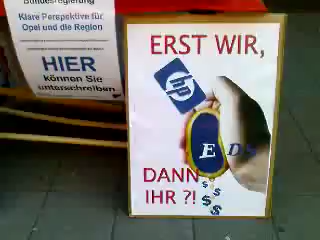 Bundesregierung
Klare Perspektive für
Opel und die Region
HIER
können Sie
unterschreiben
ERST WIR,
EDS
DANN
IHR ?!
$
$
$
$